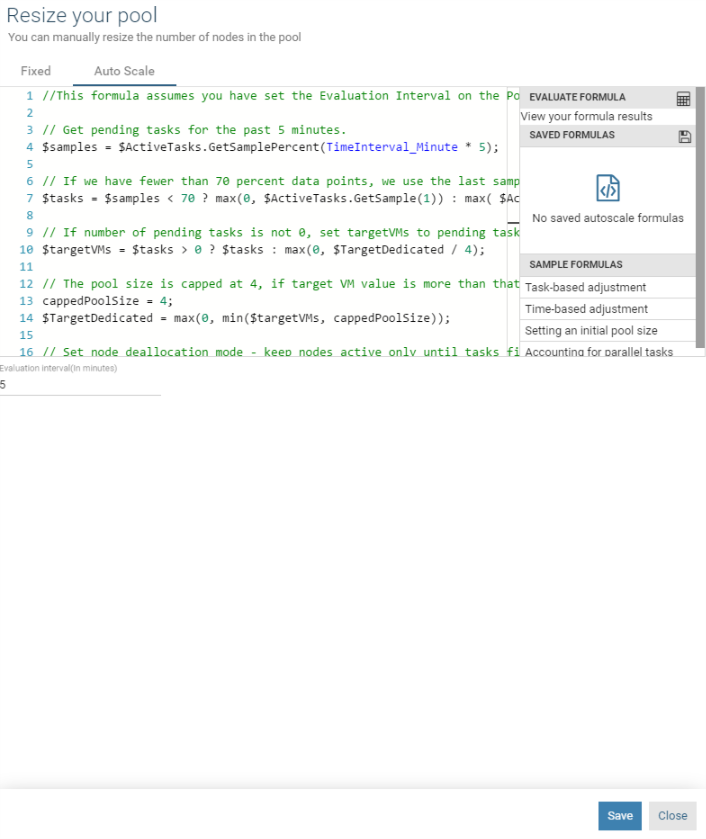 Resize your pool
You can manually resize the number of nodes in the pool
Fixed Auto Scale
1 //This formula assumes you have set the Evaluation Interval on the Po
2
3 // Get pending tasks for the past 5 minutes.
4 $samples = $ActiveTasks.GetSamplePercent(TimeInterval_Minute * 5);
5
6 // If we have fewer than 70 percent data points, we use the last samp
7 $tasks = $samples < 70 ? max(0, $ActiveTasks.GetSample(1)) : max( $Ac
8
9 // If number of pending tasks is not 0, set targetVMs to pending task
10 $targetVMs = $tasks > 0 ? $tasks : max(0, $TargetDedicated / 4);
11
12 // The pool size is capped at 4, if target VM value is more than that
13 cappedPoolSize = 4;
14 $TargetDedicated = max(0, min($targetVMs, cappedPoolSize));
15
16 // Set node deallocation mode - keep nodes active only until tasks fi
EVALUATE FORMULA
View your formula results
SAVED FORMULAS
No saved autoscale formulas
SAMPLE FORMULAS
Task-based adjustment
Time-based adjustment
Setting an initial pool size
Accounting for parallel tasks
Evaluation interval(In minutes)
5
Save Close